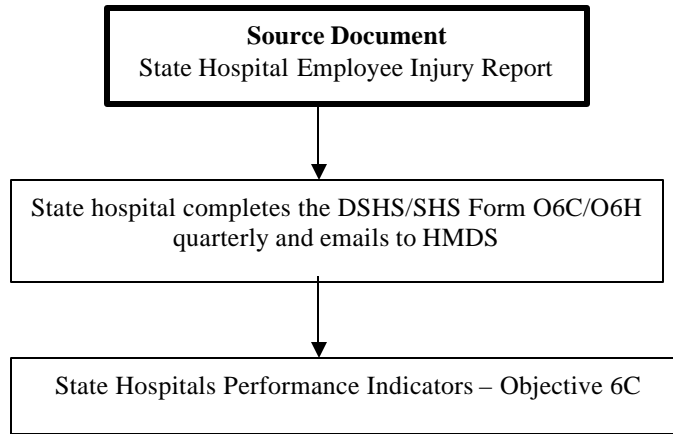 Source Document
State Hospital Employee Injury Report
State hospital completes the DSHS/SHS Form O6C/O6H
quarterly and emails to HMDS
State Hospitals Performance Indicators – Objective 6C